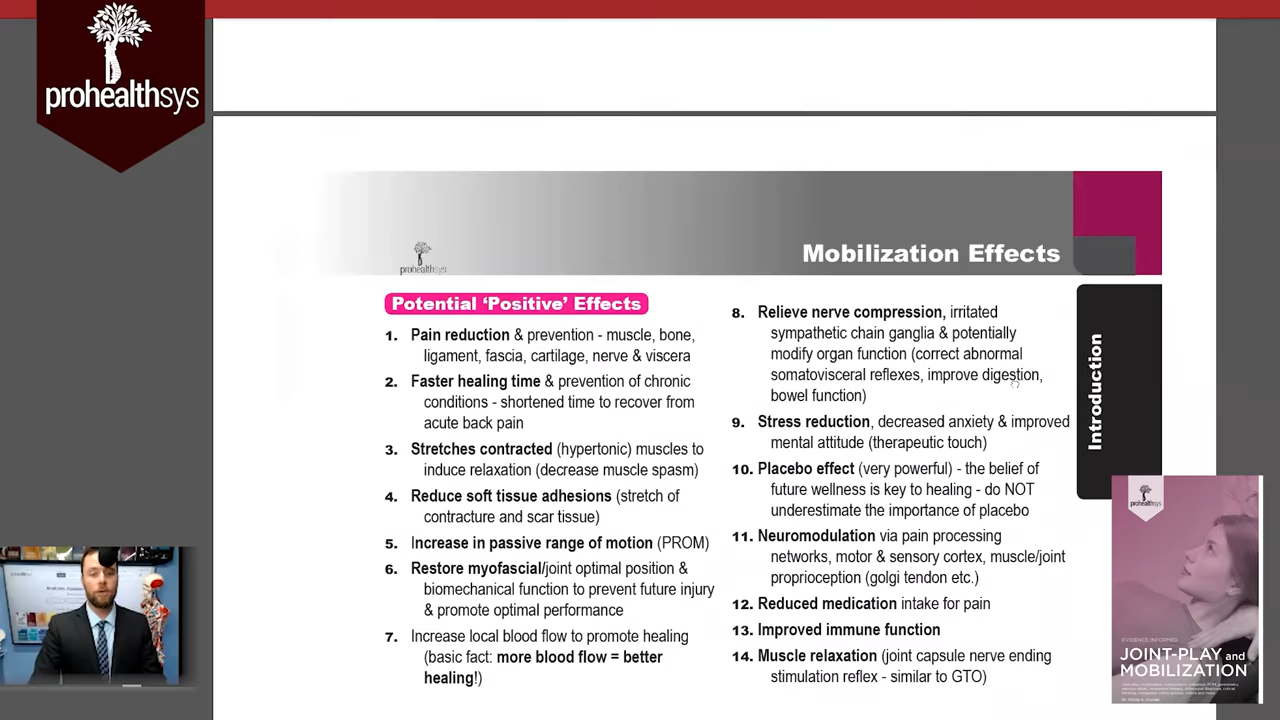 prohealthsys
prohealthsys
Mobilization Effects
Potential ‘Positive’ Effects
1. Pain reduction & prevention - muscle, bone,
ligament, fascia, cartilage, nerve & viscera
2. Faster healing time & prevention of chronic
conditions - shortened time to recover from
acute back pain
3. Stretches contracted (hypertonic) muscles to
induce relaxation (decrease muscle spasm)
4. Reduce soft tissue adhesions (stretch of
contracture and scar tissue)
5. Increase in passive range of motion (PROM)
6. Restore myofascial/joint optimal position &
biomechanical function to prevent future injury
& promote optimal performance
7. Increase local blood flow to promote healing
(basic fact: more blood flow = better
healing!)
8. Relieve nerve compression, irritated
sympathetic chain ganglia & potentially
modify organ function (correct abnormal
somatovisceral reflexes, improve digestion,
bowel function)
9. Stress reduction, decreased anxiety & improved
mental attitude (therapeutic touch)
10. Placebo effect (very powerful) - the belief of
future wellness is key to healing - do NOT
underestimate the importance of placebo
11. Neuromodulation via pain processing
networks, motor & sensory cortex, muscle/joint
proprioception (golgi tendon etc.)
12. Reduced medication intake for pain
13. Improved immune function
14. Muscle relaxation (joint capsule nerve ending
stimulation reflex - similar to GTO)
Introduction
prohealthsys
EVIDENCE INFORMED
JOINT-PLAY and
MOBILIZATION